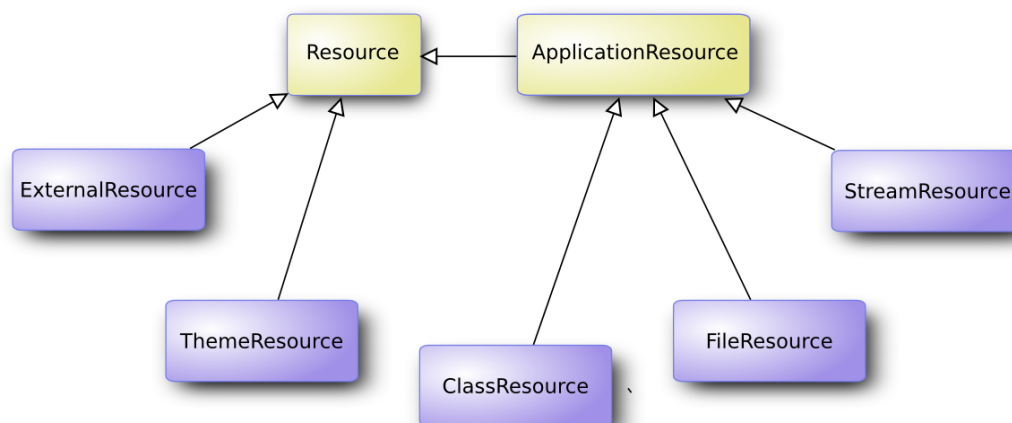 Resource
ApplicationResource
ExternalResource
StreamResource
ThemeResource
FileResource
ClassResource